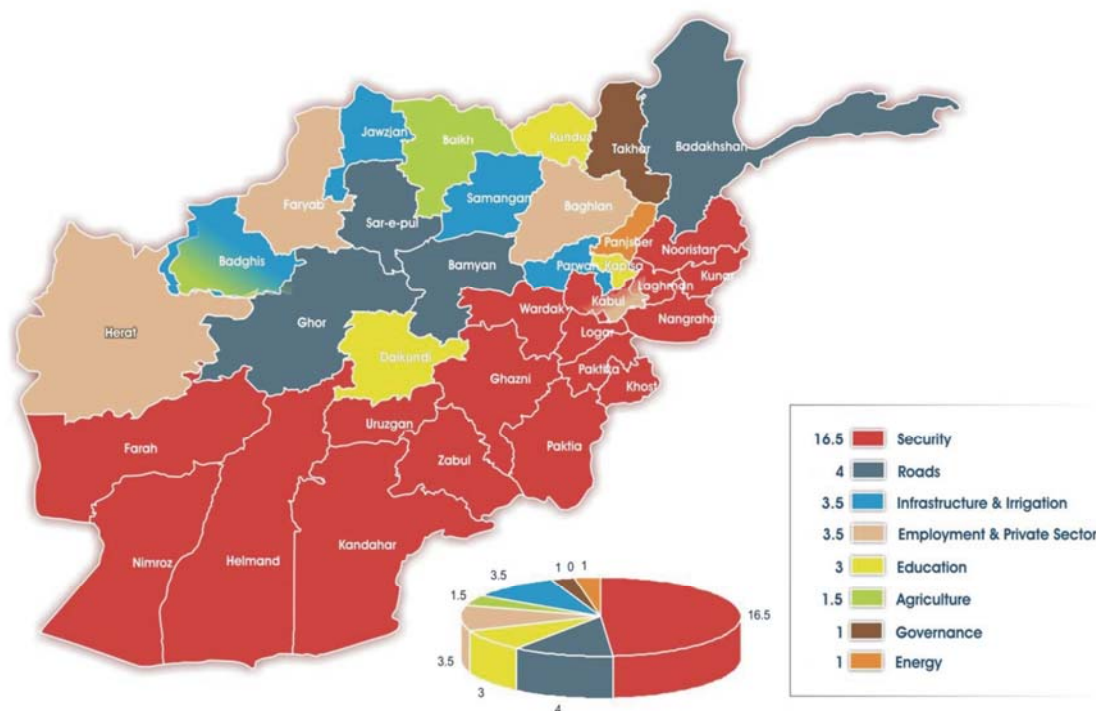 Jawzjan
Balkh
Kunduz
Takhar
Badakhshan
Faryab
Sar-e-pul
Samangan
Baghlan
Badghis
Panjsher
Nooristan
Bamyan
Parwan
Kapisa
Kunar
Laghman
Herat
Ghor
Wardak
Kabul
Nangrahar
Logar
Daikundi
Ghazni
Paktika
Khost
Uruzgan
Farah
Zabul
Paktia
Nimroz
Helmand
Kandahar
16.5 Security
4 Roads
3.5 Infrastructure & Irrigation
3.5 Employment & Private Sector
3 Education
1.5 Agriculture
1 Governance
1 Energy
3.5
1 0 1
1.5
16.5
3.5
3
4